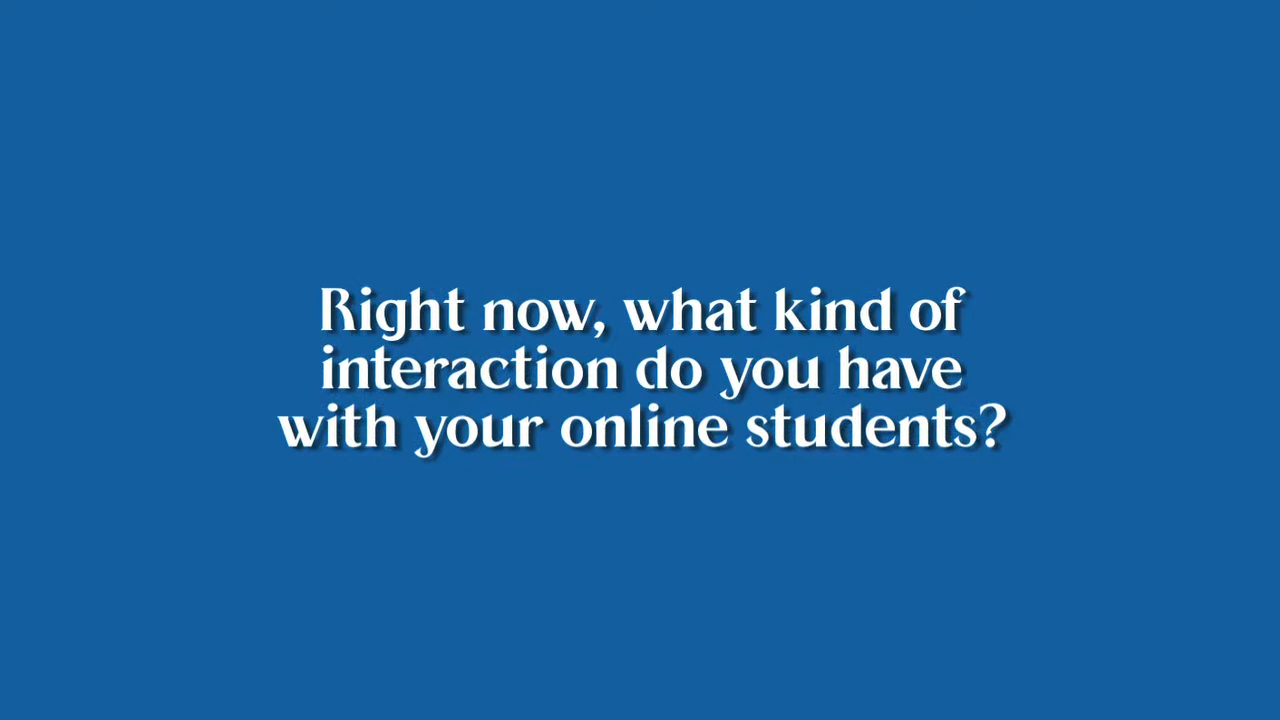 Right now, what kind of
interaction do you have
with your online students?